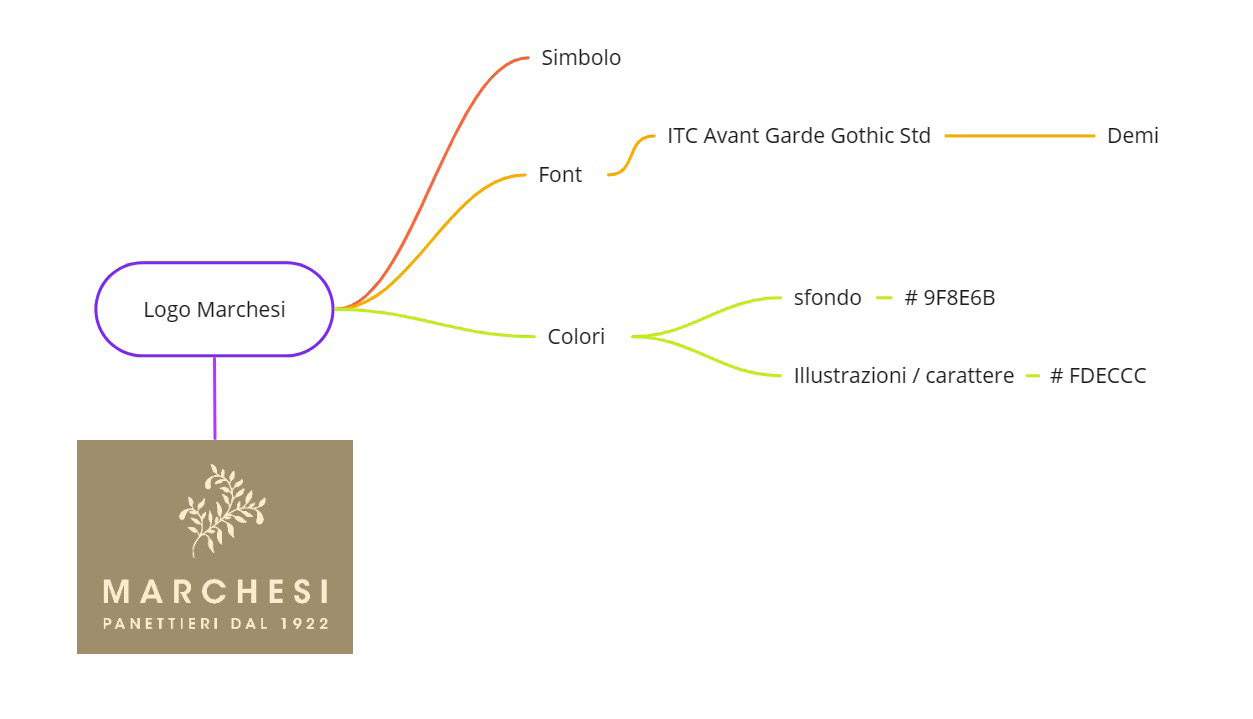 Simbolo
ITC Avant Garde Gothic Std
Demi
Font
Logo Marchesi
sfondo
# 9F8E6B
Colori
Illustrazioni / carattere
# FDECCC
MARCHESI
PANETTIERI DAL 1922